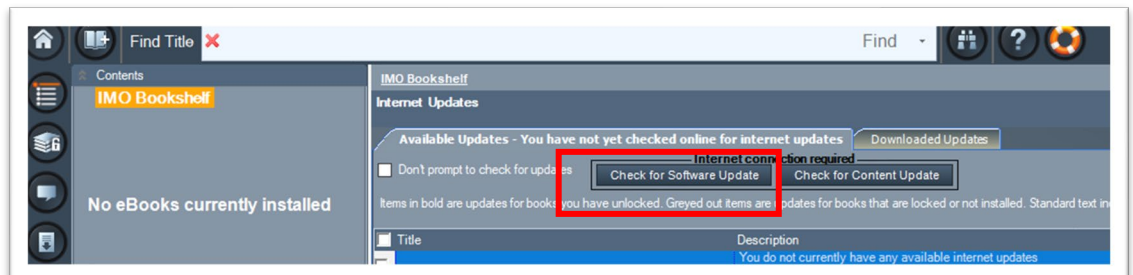 Find Title
Find
Contents
IMO Bookshelf
No eBooks currently installed
IMO Bookshelf
Internet Updates
Available Updates - You have not yet checked online for internet updates
Downloaded Updates
Don't prompt to check for updates
Internet connection required
Check for Software Update
Check for Content Update
Items in bold are updates for books you have unlocked. Greyed out items are updates for books that are locked or not installed. Standard text in
Title
Description
You do not currently have any available internet updates